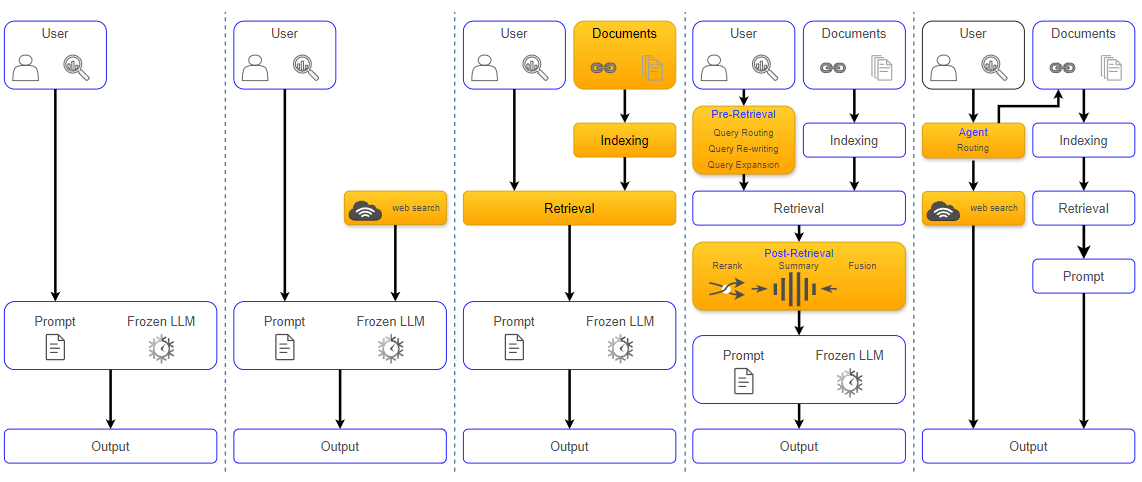 User
Prompt
Frozen LLM
Output
User
web search
Prompt
Frozen LLM
Output
User
Documents
Indexing
Retrieval
Prompt
Frozen LLM
Output
User
Documents
Pre-Retrieval
Query Routing
Query Re-writing
Query Expansion
Indexing
Retrieval
Post-Retrieval
Rerank
Summary
Fusion
Prompt
Frozen LLM
Output
User
Documents
Agent
Routing
Indexing
web search
Retrieval
Prompt
Output